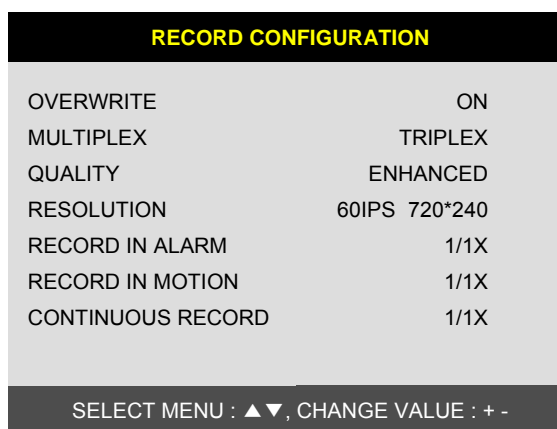 RECORD CONFIGURATION
OVERWRITE ON
MULTIPLEX TRIPLEX
QUALITY ENHANCED
RESOLUTION 60IPS 720*240
RECORD IN ALARM 1/1X
RECORD IN MOTION 1/1X
CONTINUOUS RECORD 1/1X
SELECT MENU : ▲▼, CHANGE VALUE : + -